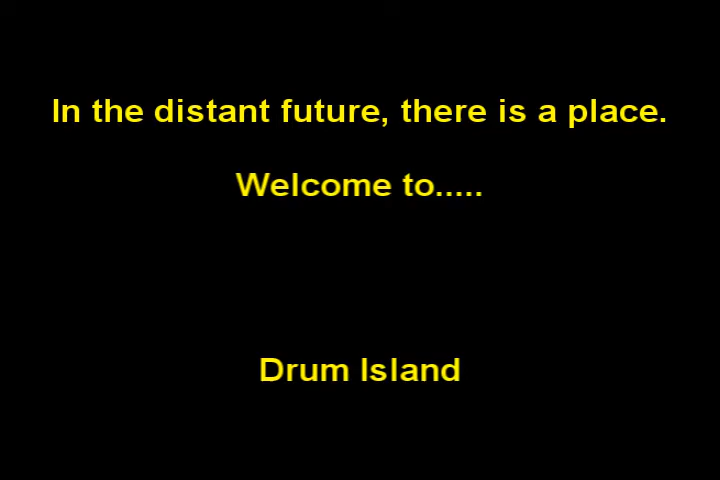 In the distant future, there is a place.
Welcome to.....
Drum Island